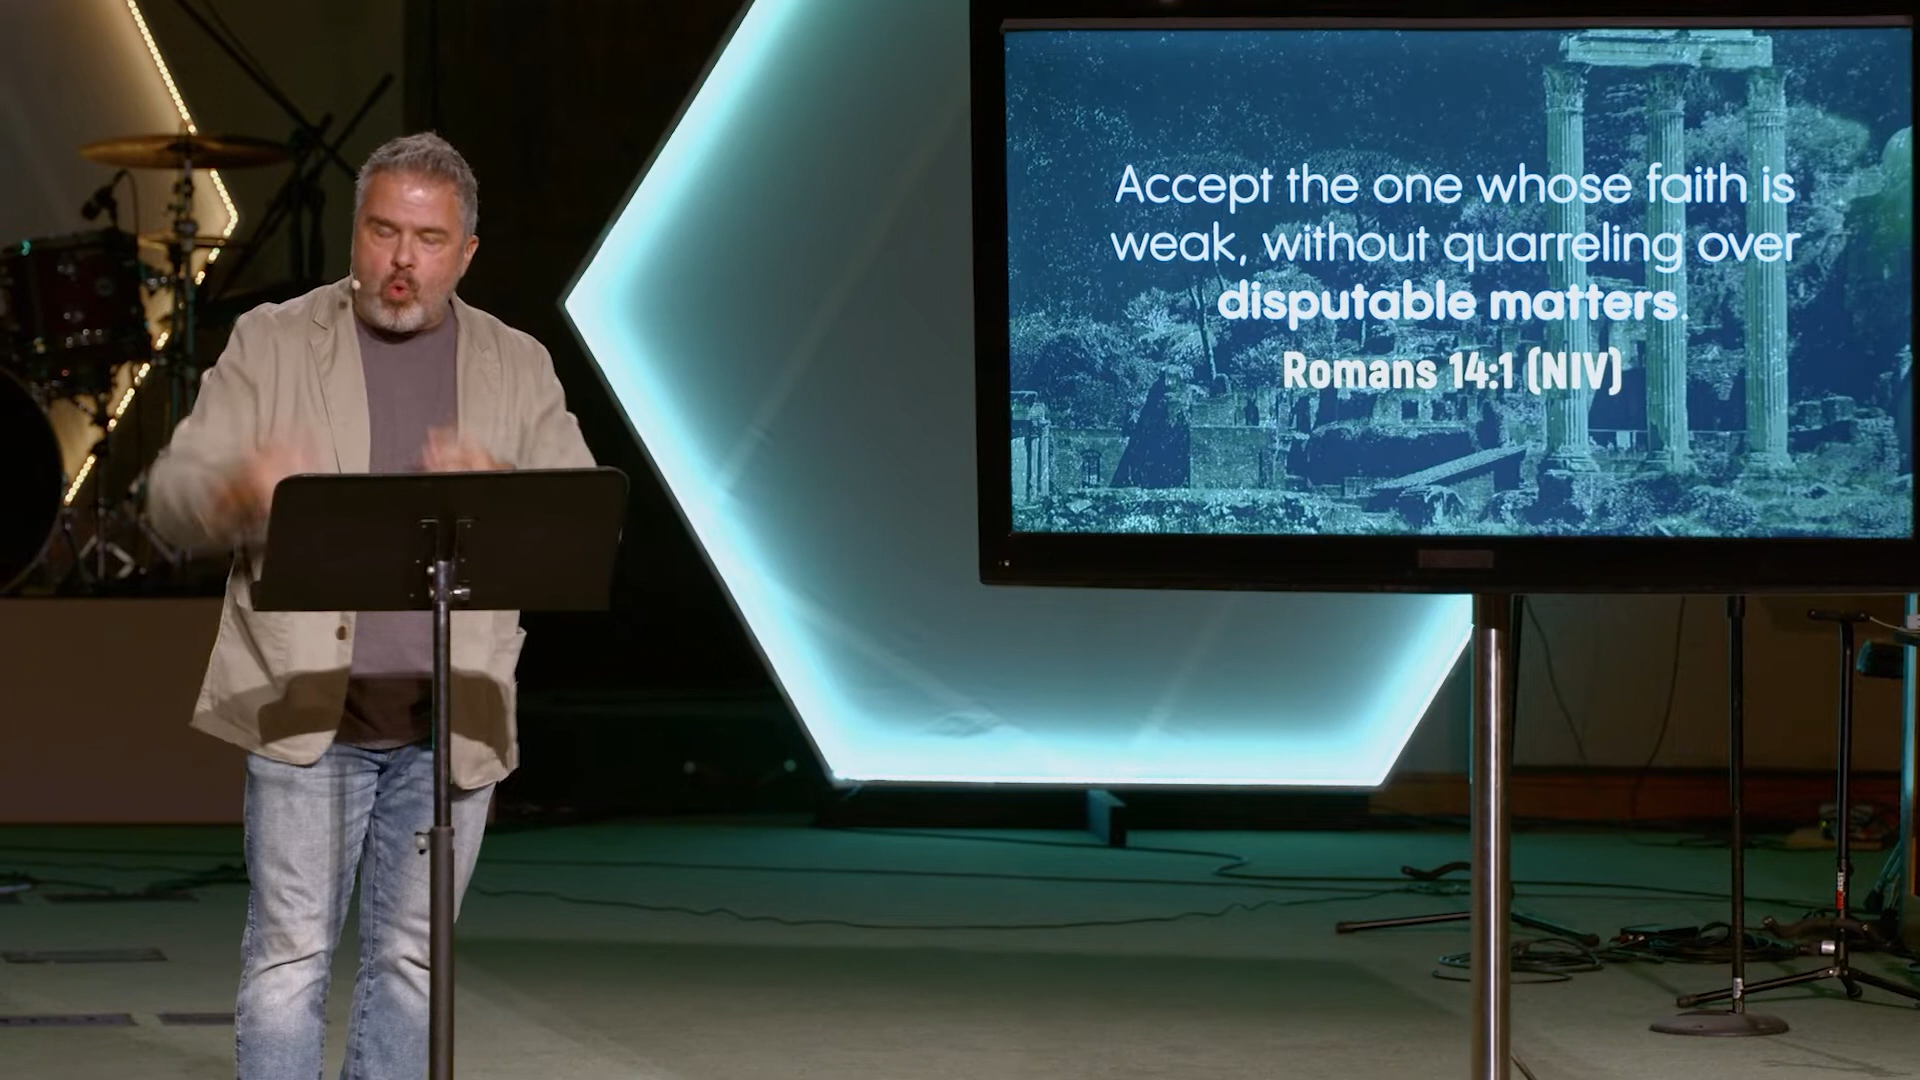 Accept the one whose faith is
weak, without quarreling over
disputable matters.
Romans 14:1 (NIV)